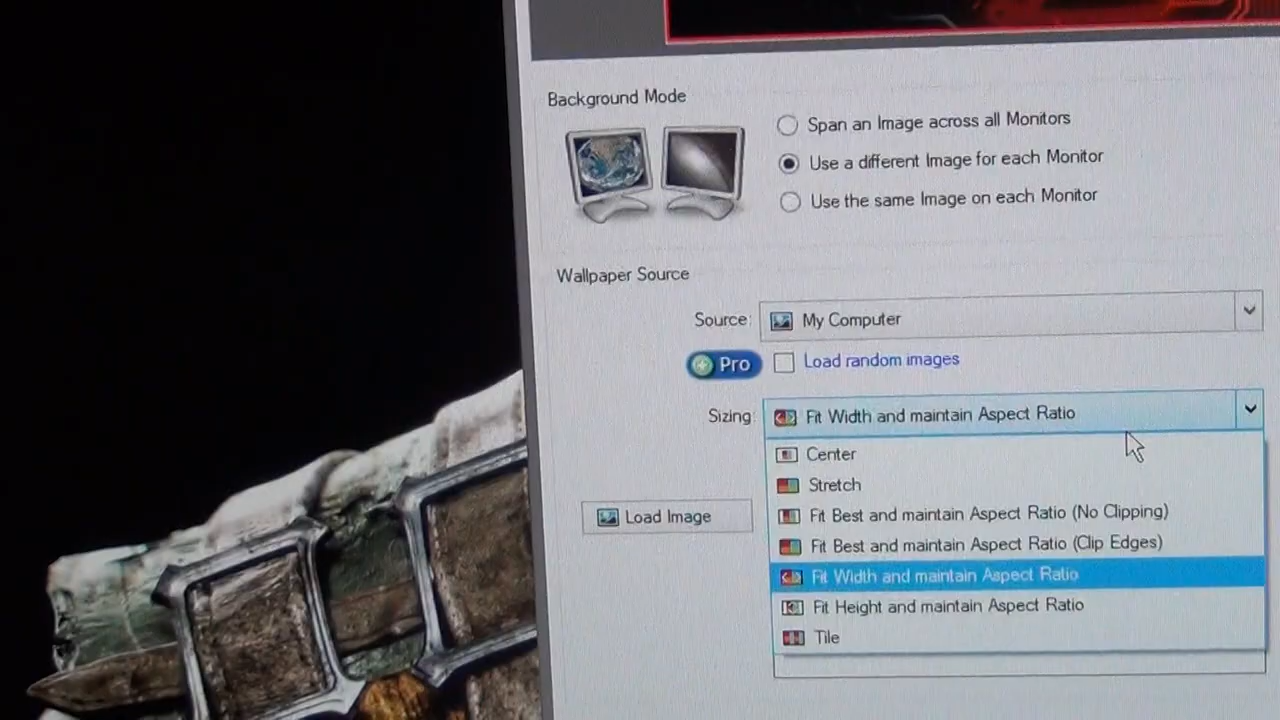 Background Mode
Span an Image across all Monitors
Use a different Image for each Monitor
Use the same Image on each Monitor
Wallpaper Source
Source: My Computer
Pro Load random images
Sizing: Fit Width and maintain Aspect Ratio
Center
Stretch
Fit Best and maintain Aspect Ratio (No Clipping)
Load Image
Fit Best and maintain Aspect Ratio (Clip Edges)
Fit Width and maintain Aspect Ratio
Fit Height and maintain Aspect Ratio
Tile